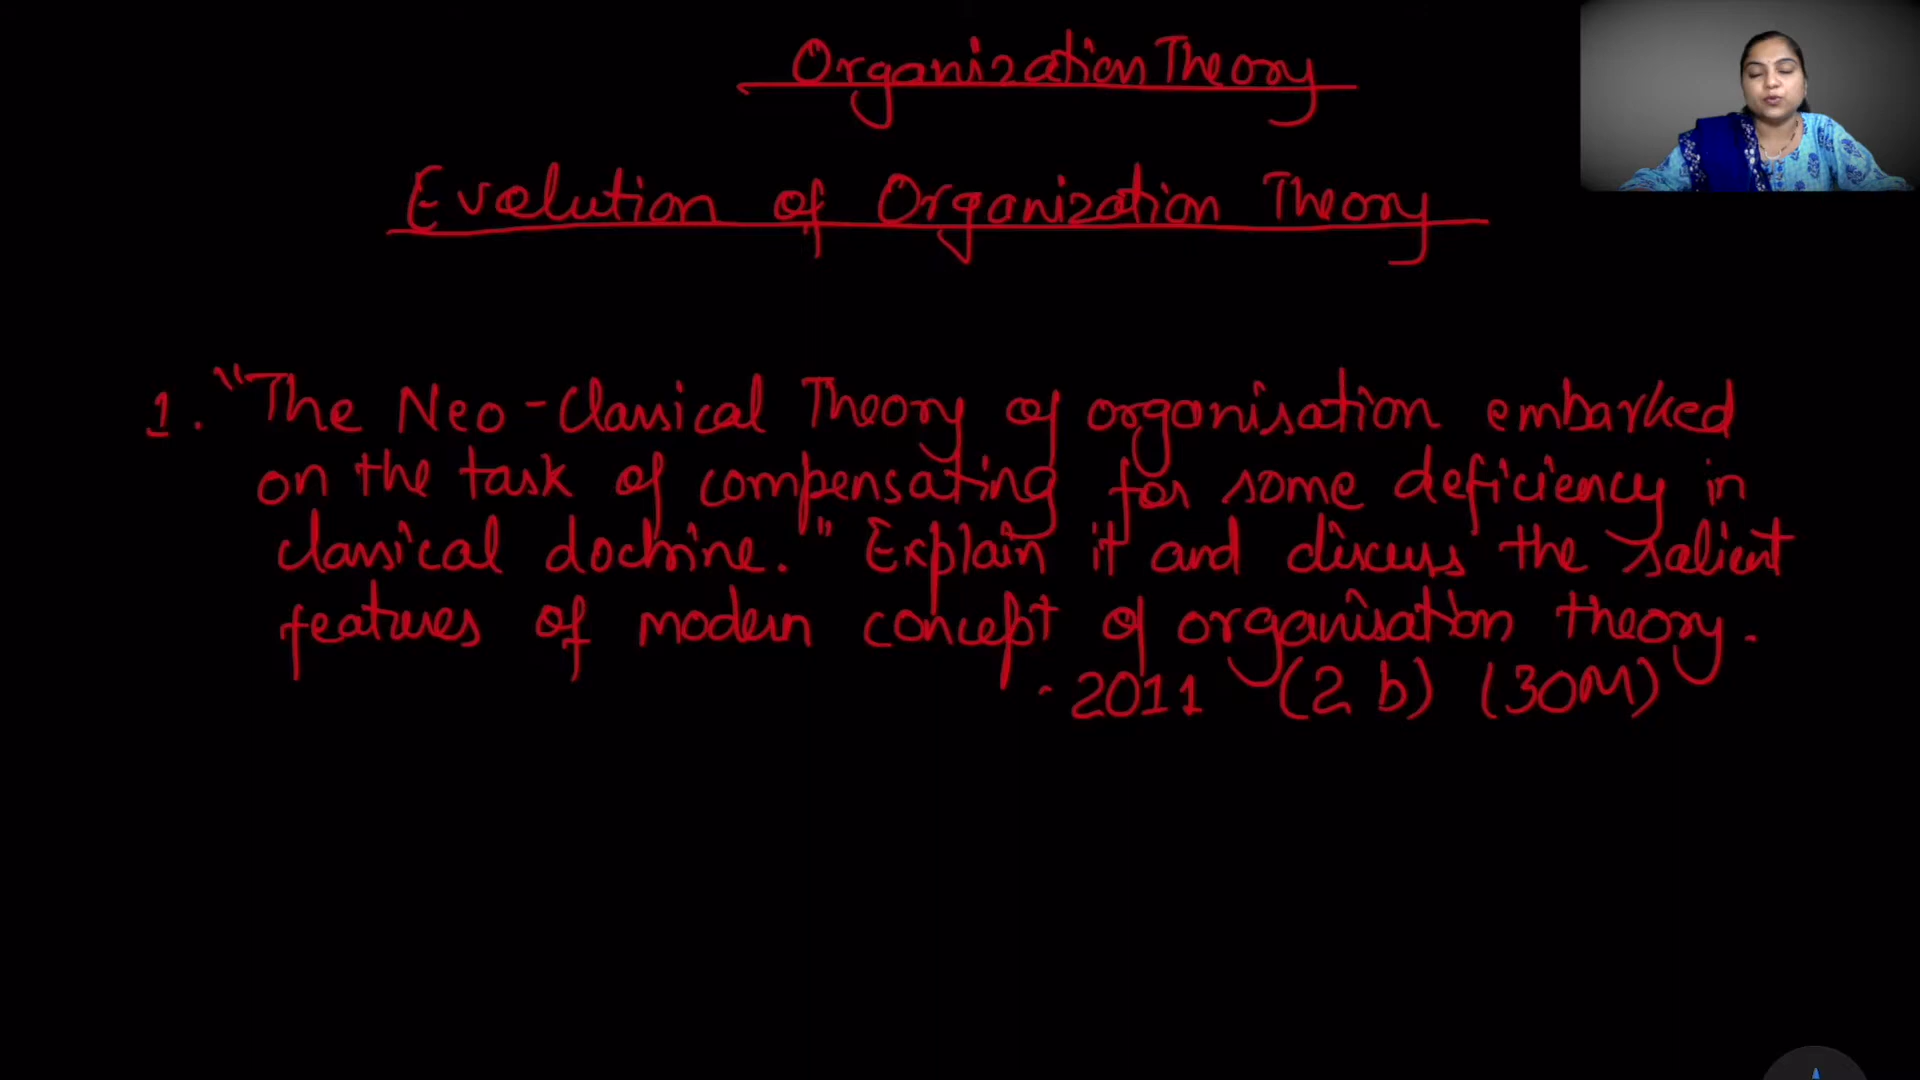 Organization Theory
Evolution of Organization Theory
1. "The Neo-Classical Theory of organisation embarked
on the task of compensating for some deficiency in
classical doctrine." Explain it and discuss the salient
features of modern concept of organisation theory.
- 2011 (2 b) (30M)